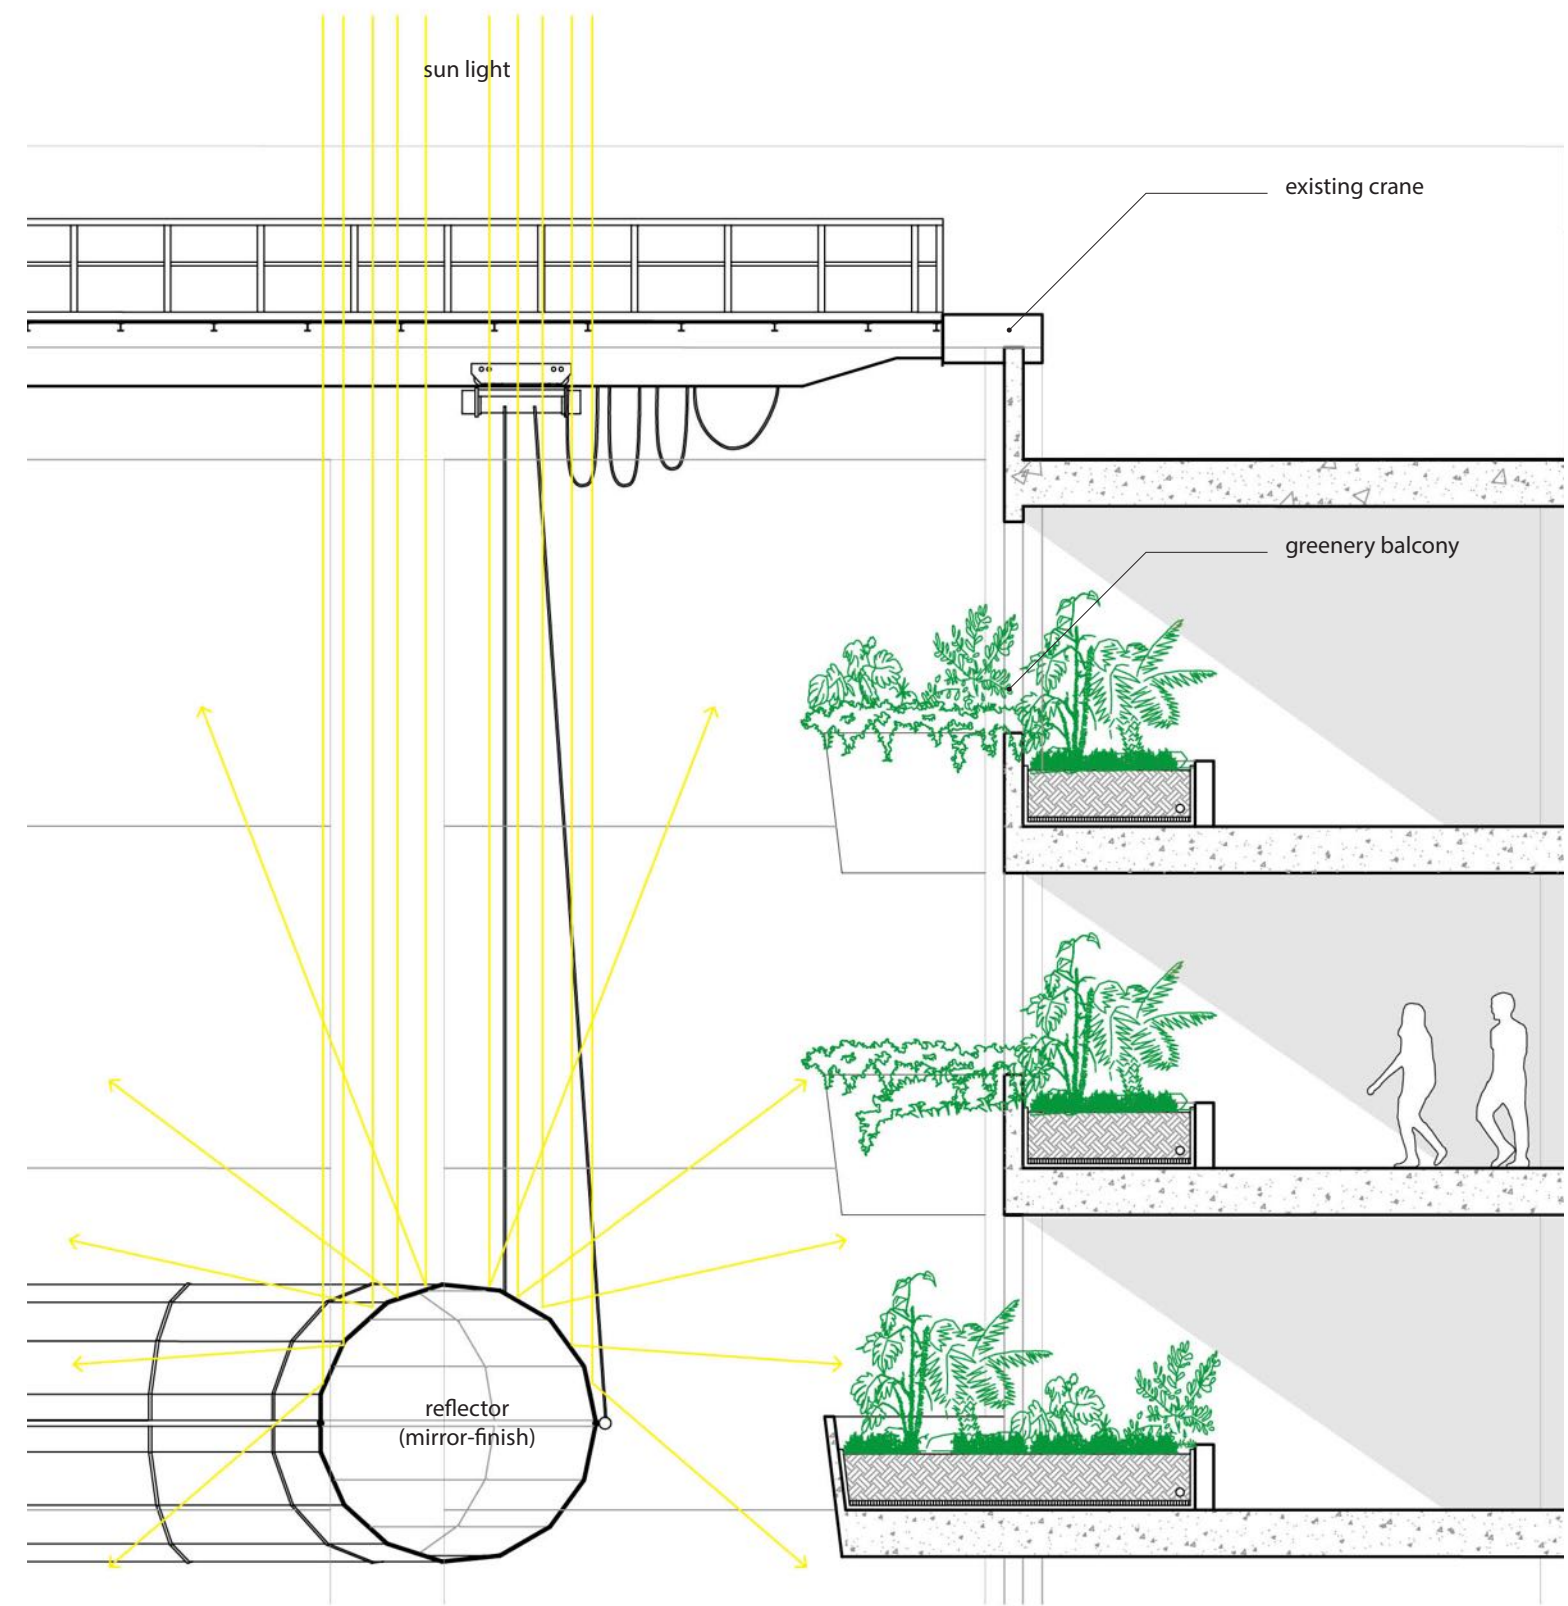 sun light
existing crane
greenery balcony
reflector
(mirror-finish)